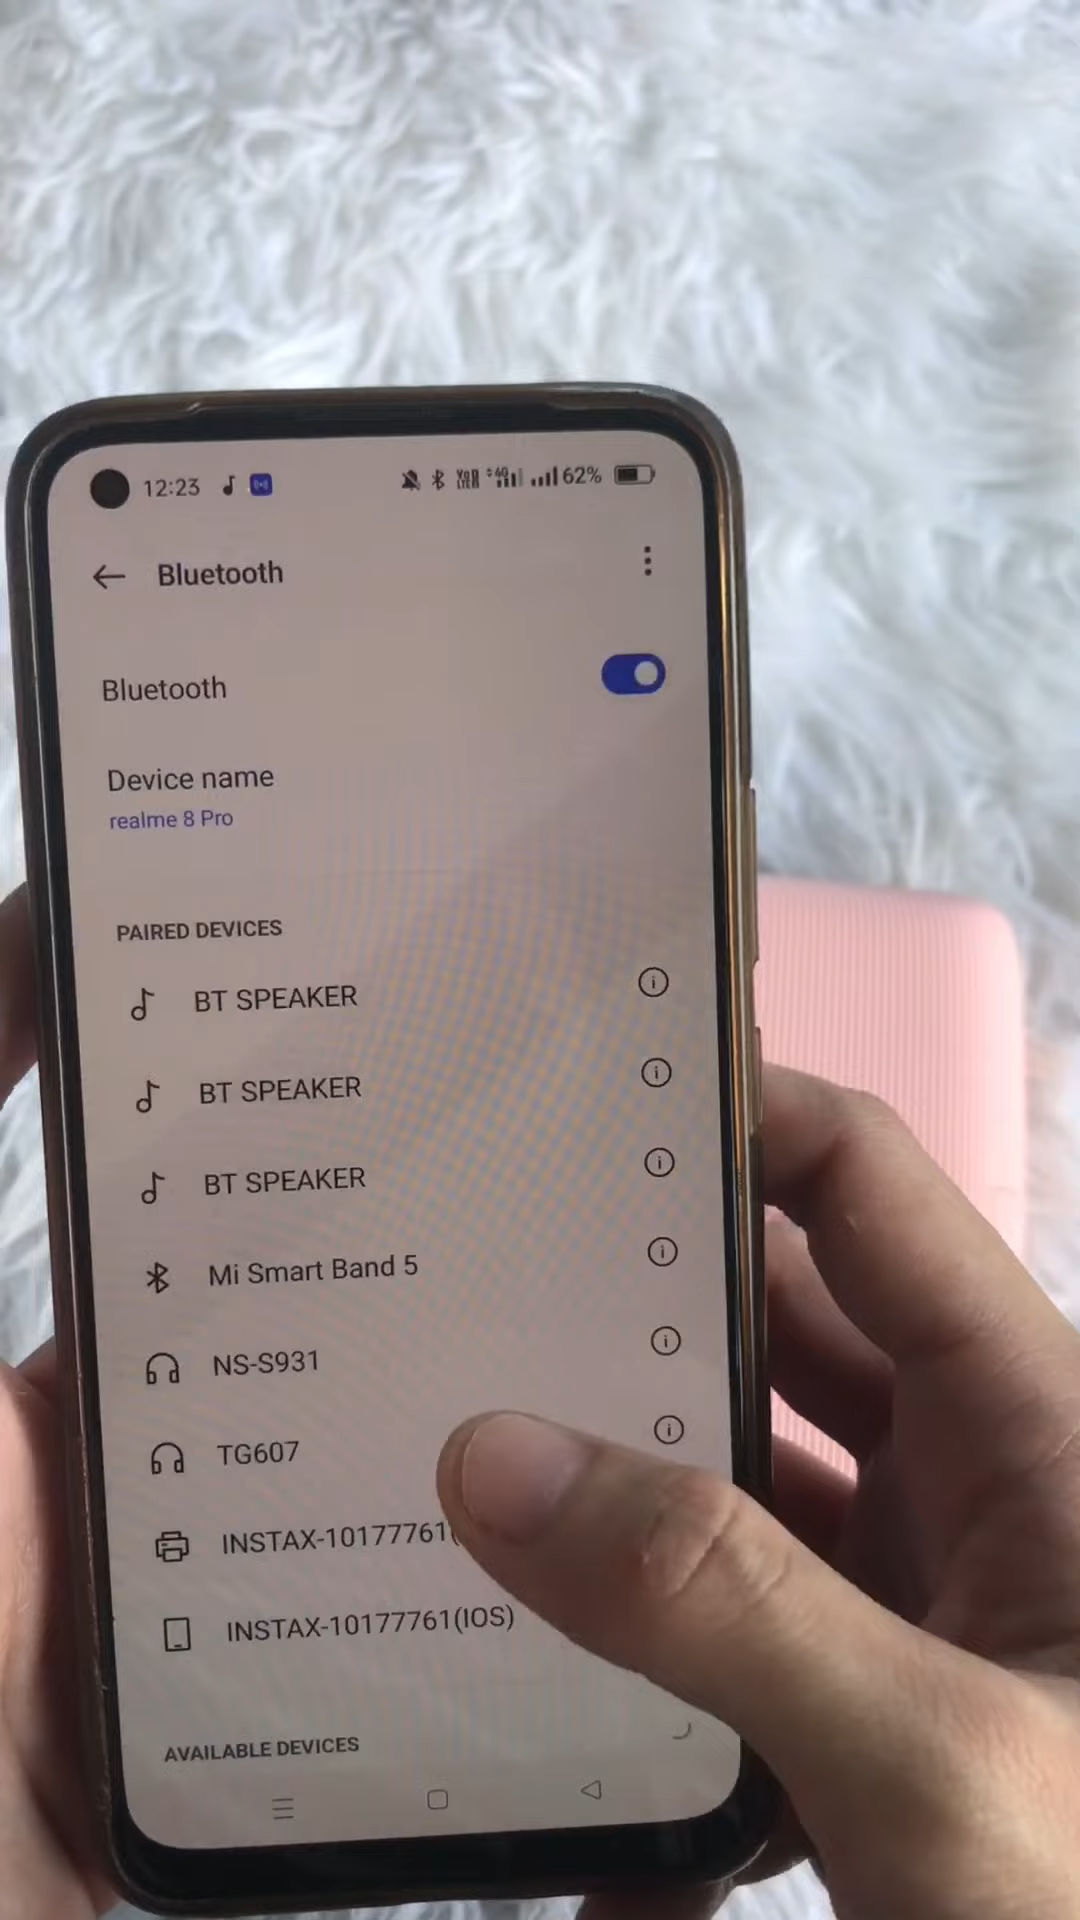 12:23 62%
Bluetooth
Bluetooth
Device name
realme 8 Pro
PAIRED DEVICES
BT SPEAKER
BT SPEAKER
BT SPEAKER
Mi Smart Band 5
NS-S931
TG607
INSTAX-10177761(
INSTAX-10177761(IOS)
AVAILABLE DEVICES